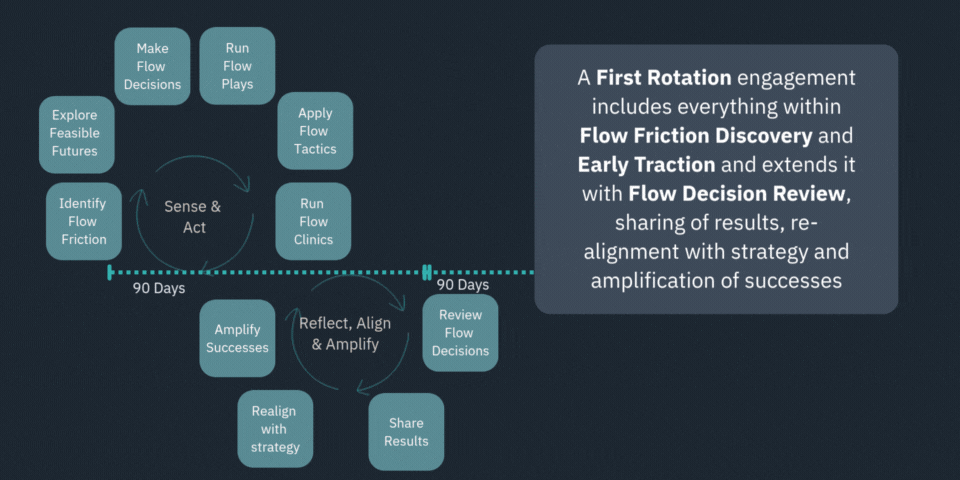 Make
Flow
Decisions
Run
Flow
Plays
Explore
Feasible
Futures
Apply
Flow
Tactics
Identify
Flow
Friction
Sense &
Act
Run
Flow
Clinics
90 Days
90 Days
Amplify
Successes
Reflect, Align
& Amplify
Review
Flow
Decisions
Realign
with
strategy
Share
Results
A First Rotation engagement
includes everything within
Flow Friction Discovery and
Early Traction and extends it
with Flow Decision Review,
sharing of results, re-
alignment with strategy and
amplification of successes